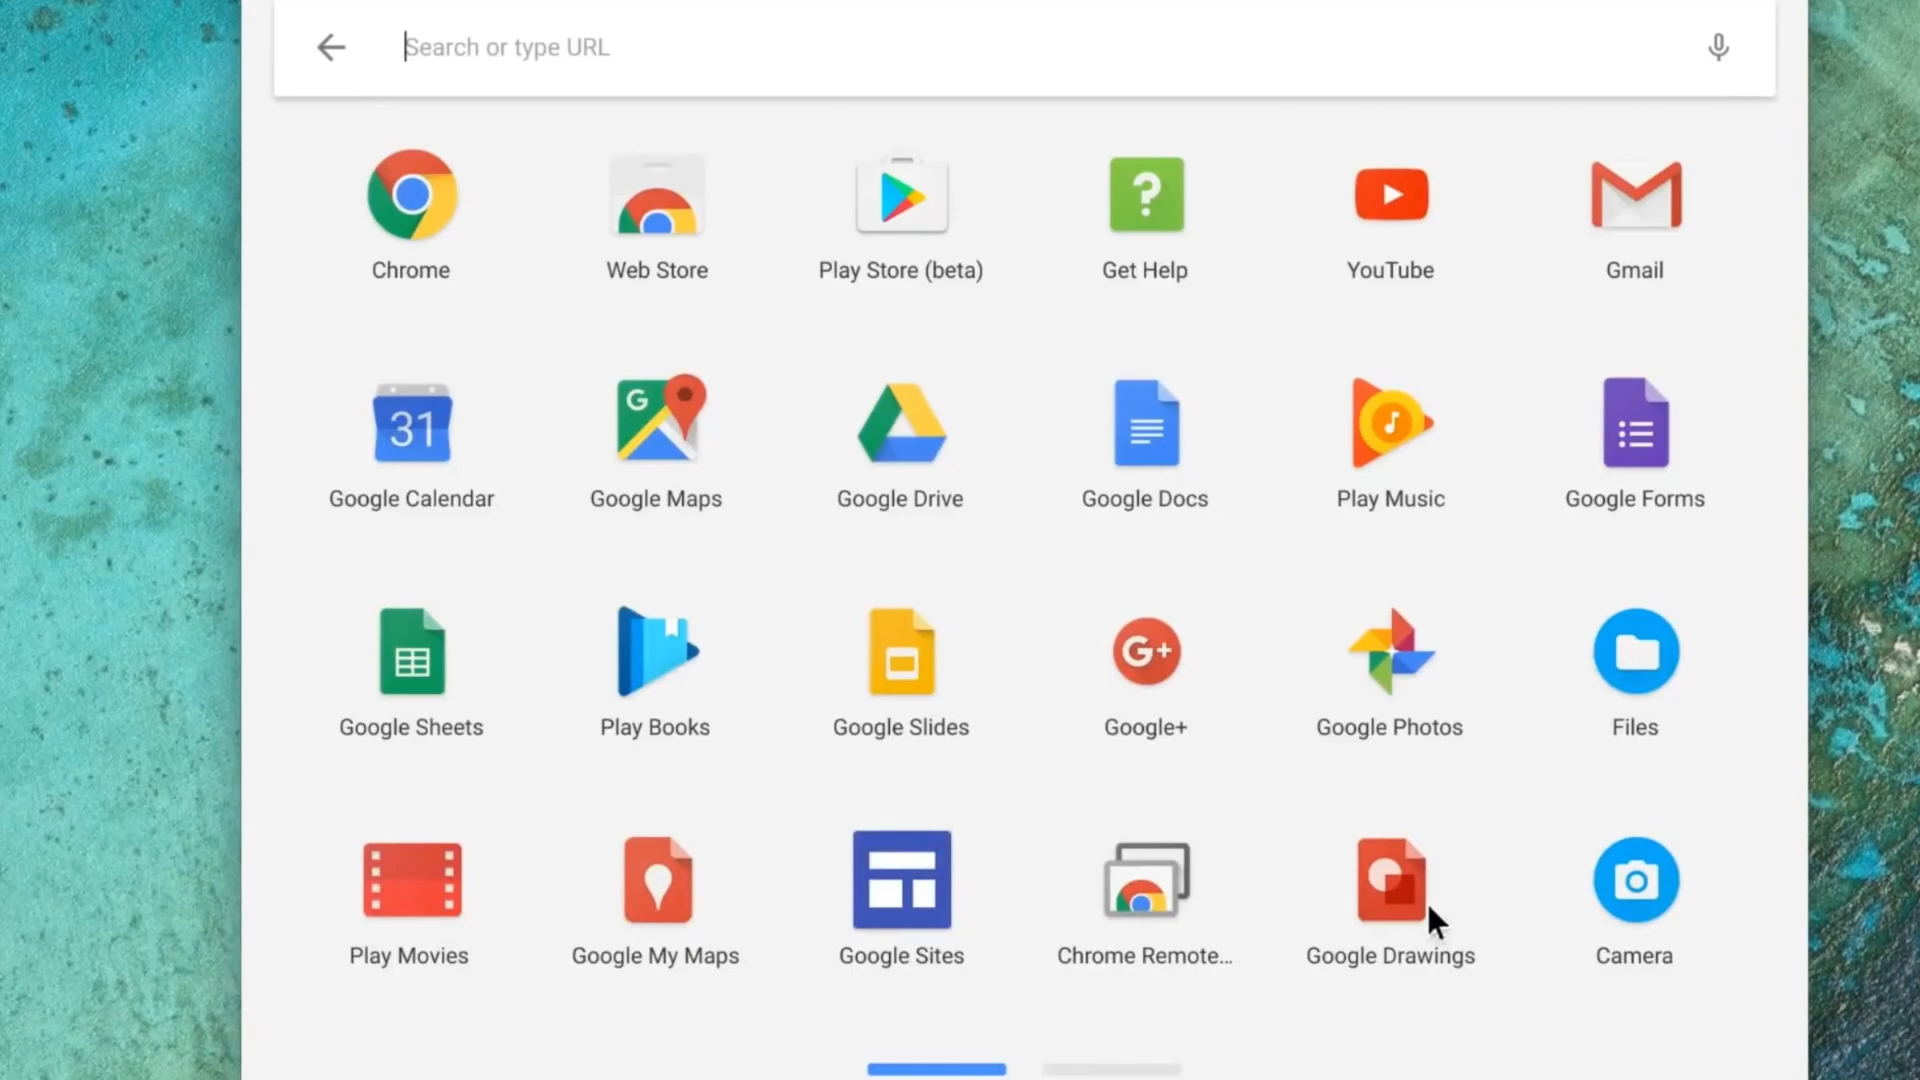 Search or type URL
Chrome
Web Store
Play Store (beta)
Get Help
YouTube
Gmail
31
G
Google Calendar
Google Maps
Google Drive
Google Docs
Play Music
Google Forms
G+
Google Sheets
Play Books
Google Slides
Google+
Google Photos
Files
Play Movies
Google My Maps
Google Sites
Chrome Remote...
Google Drawings
Camera